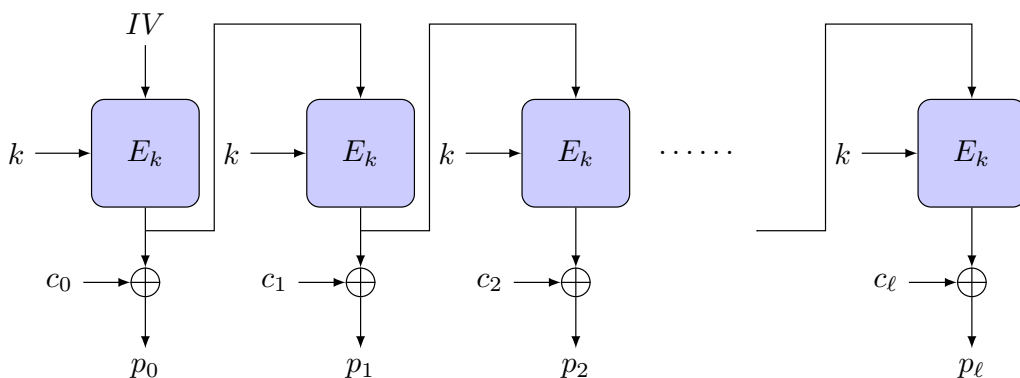 IV
k E_k k E_k k E_k ...... k E_k
c_0 c_1 c_2 c_ℓ
p_0 p_1 p_2 p_ℓ